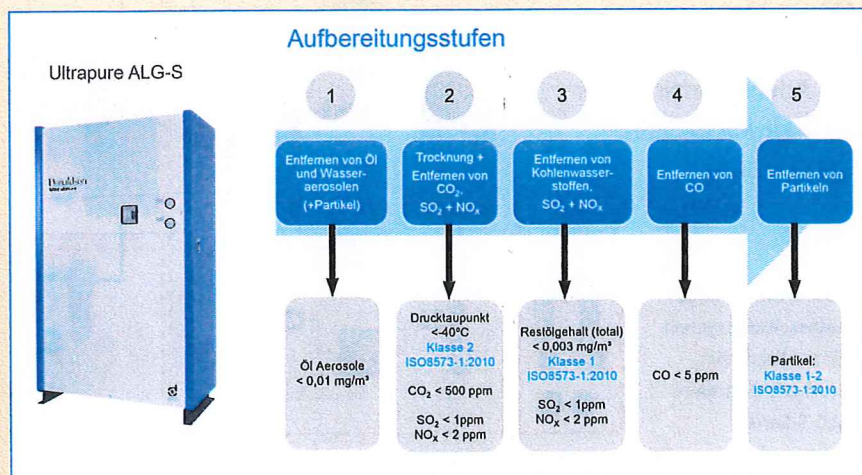 Aufbereitungsstufen
Ultrapure ALG-S
Donaldson
1
Entfernen von Öl
und Wasser-
aerosolen
(+Partikel)
2
Trocknung +
Entfernen von
CO₂,
SO₂ + NOₓ
3
Entfernen von
Kohlenwasser-
stoffen,
SO₂ + NOₓ
4
Entfernen von
CO
5
Entfernen von
Partikeln
Öl Aerosole
< 0,01 mg/m³
Drucktaupunkt
<-40°C
Klasse 2
ISO8573-1:2010
CO₂ < 500 ppm
SO₂ < 1ppm
NOₓ < 2 ppm
Restölgehalt (total)
< 0,003 mg/m³
Klasse 1
ISO8573-1:2010
SO₂ < 1ppm
NOₓ < 2 ppm
CO < 5 ppm
Partikel:
Klasse 1-2
ISO8573-1:2010